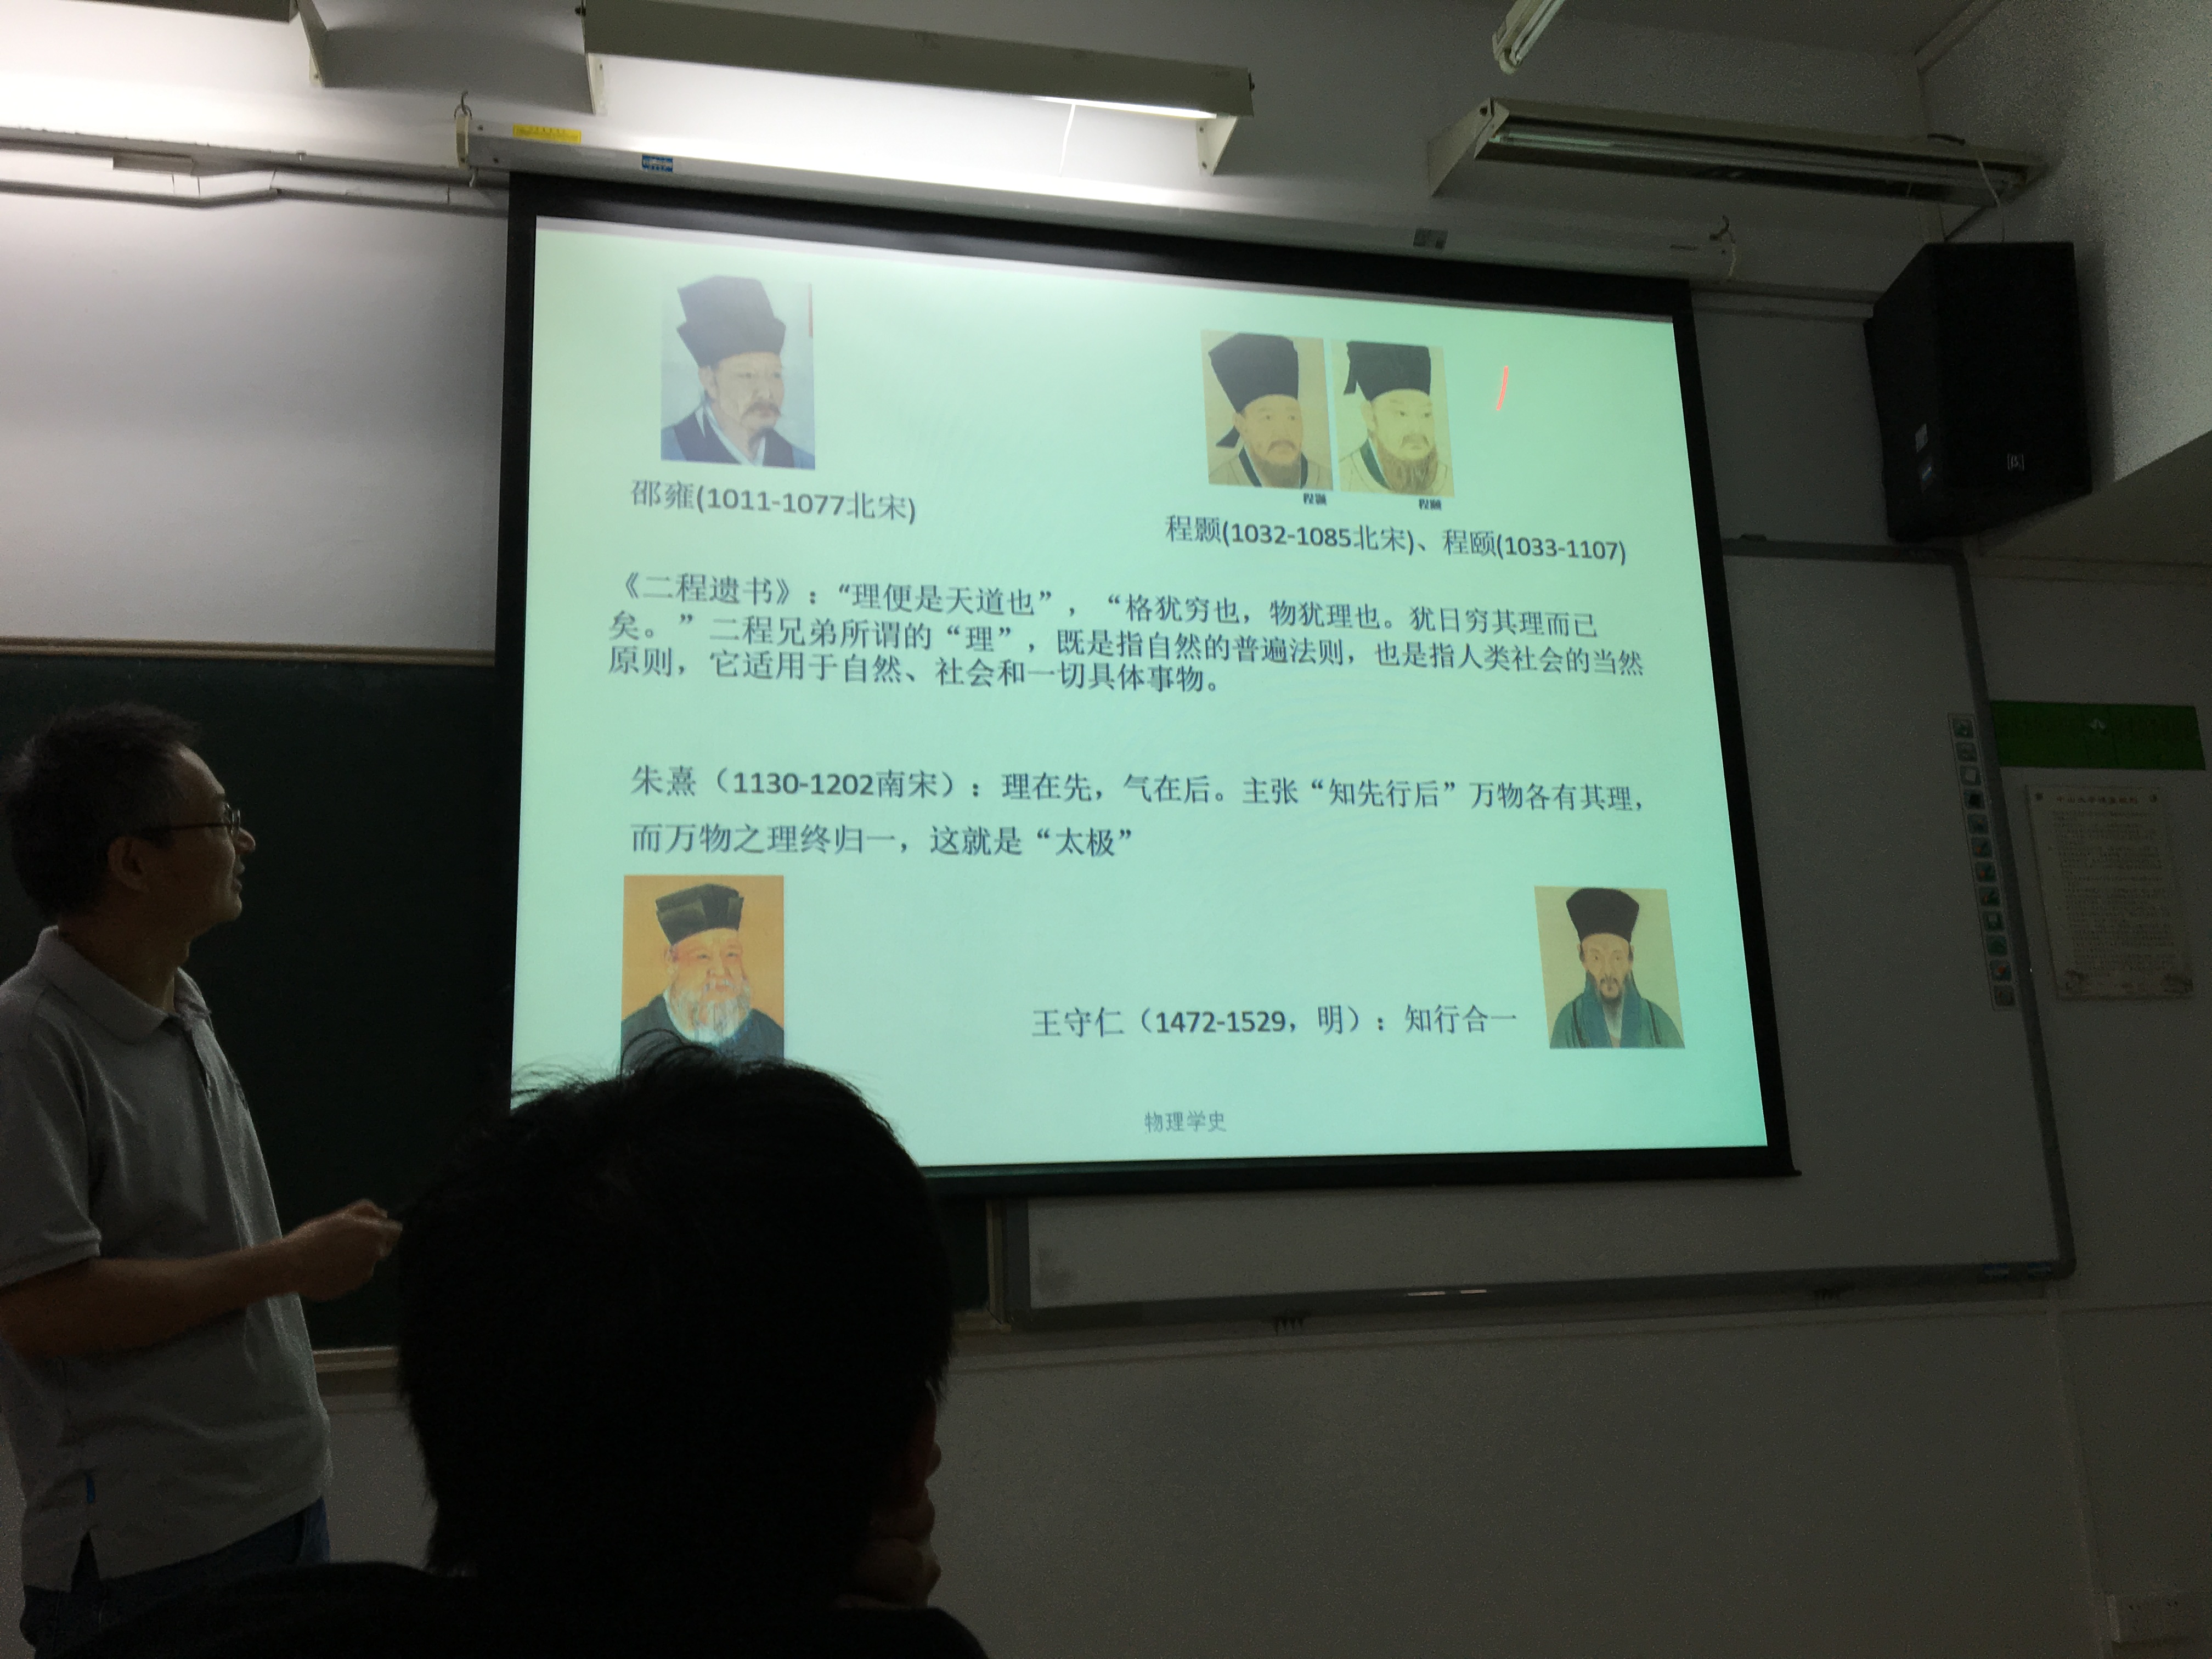 邵雍(1011-1077北宋)
程颢
程颐
程颢(1032-1085北宋)、程颐(1033-1107)
《二程遗书》：“理便是天道也”，“格犹穷也，物犹理也。犹日穷其理而已
矣。”二程兄弟所谓的“理”，既是指自然的普遍法则，也是指人类社会的当然
原则，它适用于自然、社会和一切具体事物。
朱熹（1130-1202南宋）：理在先，气在后。主张“知先行后”万物各有其理，
而万物之理终归一，这就是“太极”
王守仁（1472-1529，明）：知行合一
物理学史